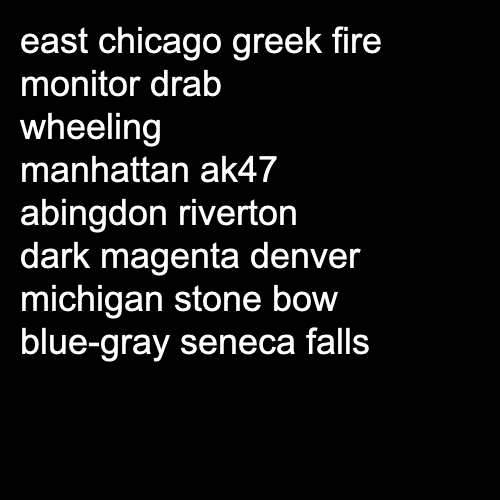 east chicago greek fire
monitor drab
wheeling
manhattan ak47
abingdon riverton
dark magenta denver
michigan stone bow
blue-gray seneca falls